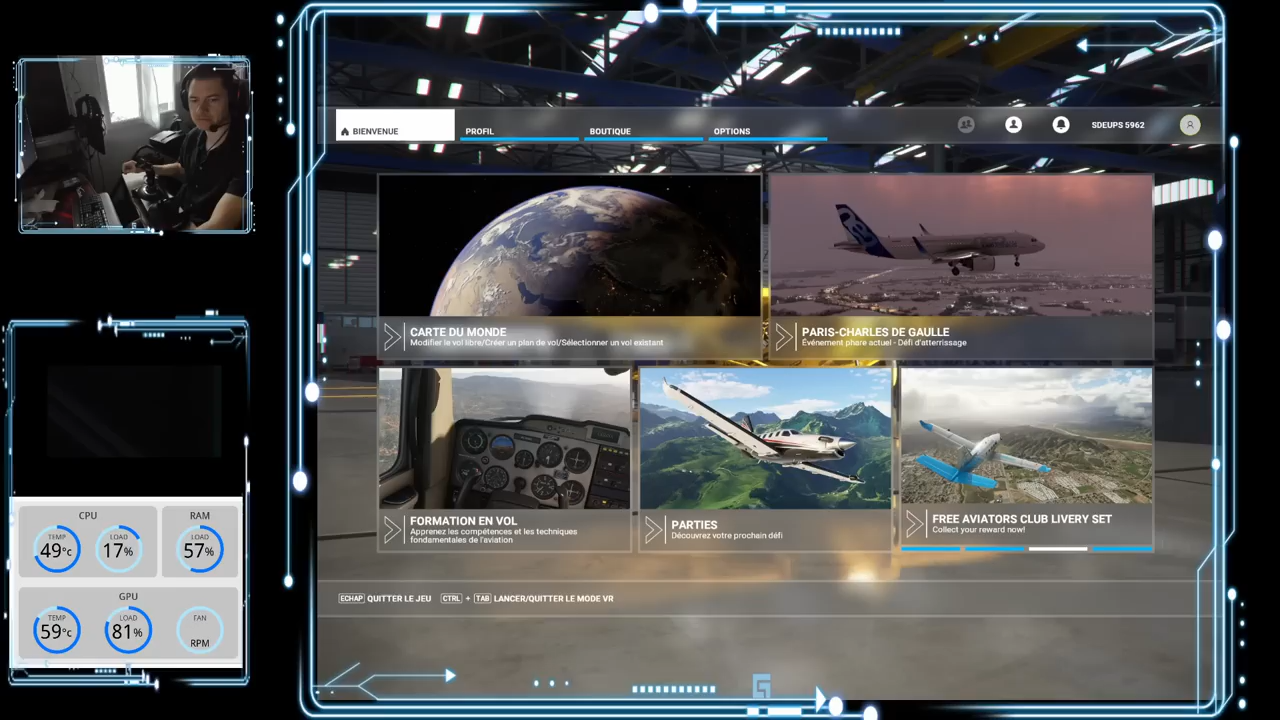 BIENVENUE
PROFIL
BOUTIQUE
OPTIONS
SDEUPS 5962
CARTE DU MONDE
Modifier le vol libre/Créer un plan de vol/Sélectionner un vol existant
PARIS-CHARLES DE GAULLE
Événement phare actuel - Défi d'atterrissage
FORMATION EN VOL
Apprenez les compétences et les techniques
fondamentales de l'aviation
PARTIES
Découvrez votre prochain défi
FREE AVIATORS CLUB LIVERY SET
Collect your reward now!
ECHAP QUITTER LE JEU CTRL + TAB LANCER/QUITTER LE MODE VR
CPU
TEMP
49°C
LOAD
17%
RAM
LOAD
57%
GPU
TEMP
59°C
LOAD
81%
FAN
RPM